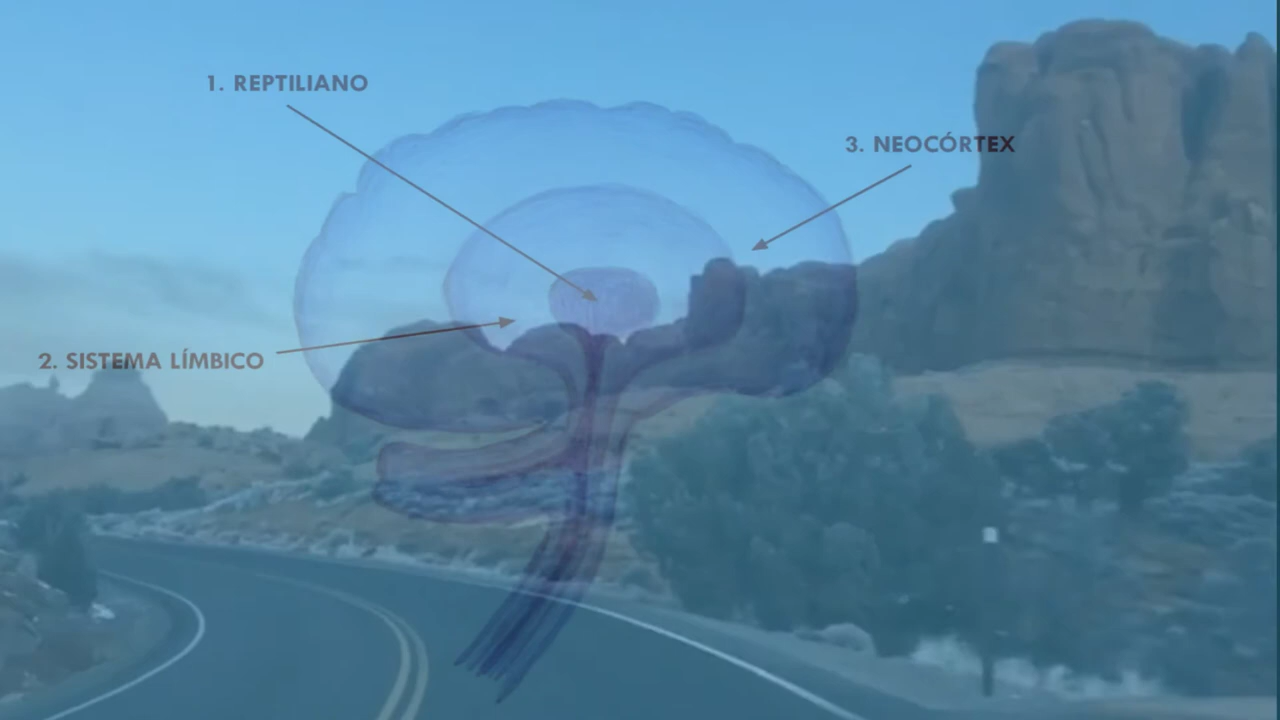 1. REPTILIANO
3. NEOCÓRTEX
2. SISTEMA LÍMBICO